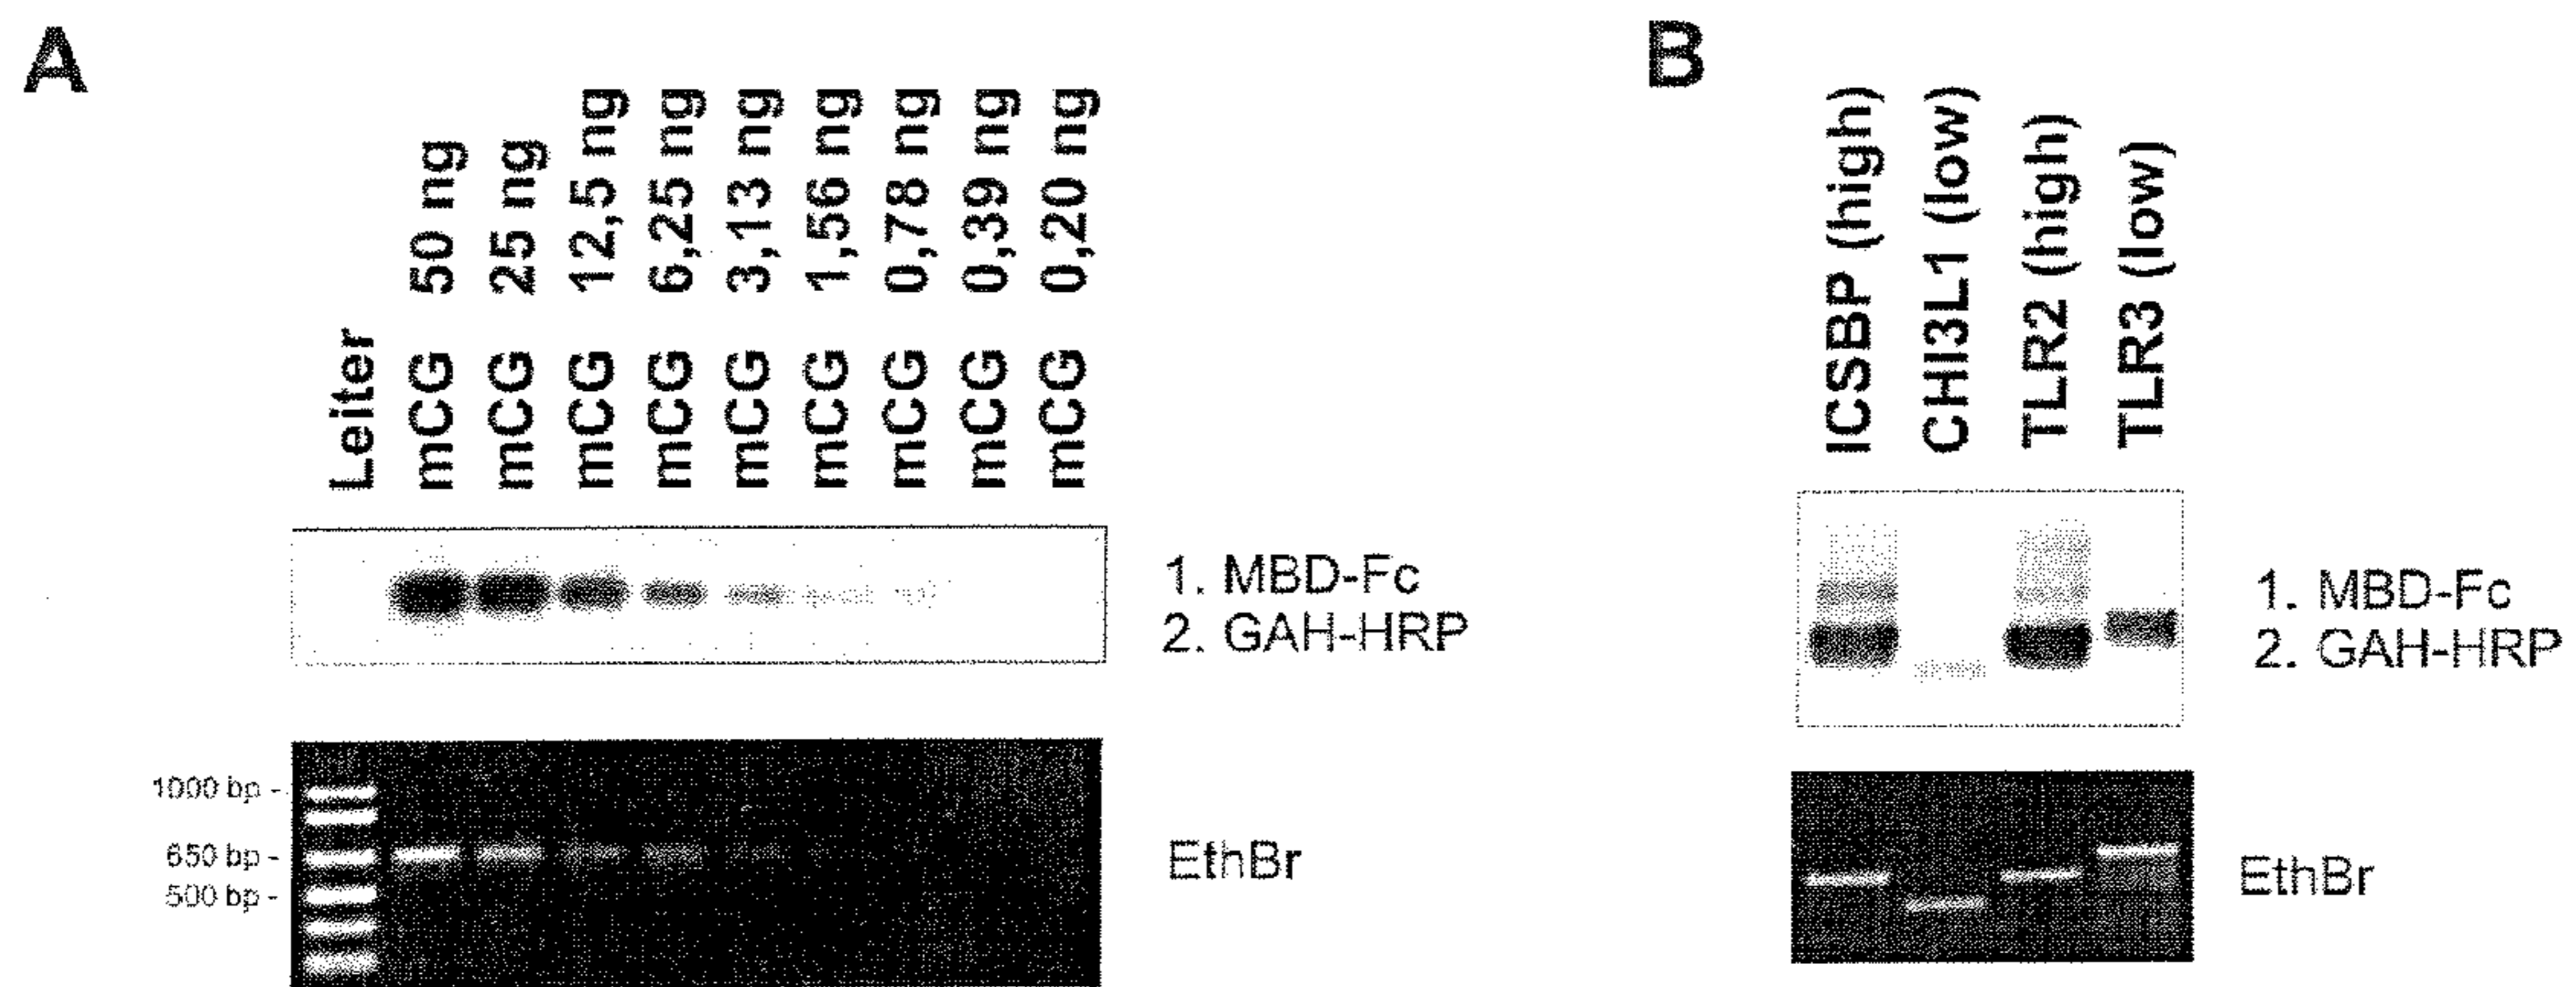 A
Leiter
mCG 50 ng
mCG 25 ng
mCG 12,5 ng
mCG 6,25 ng
mCG 3,13 ng
mCG 1,56 ng
mCG 0,78 ng
mCG 0,39 ng
mCG 0,20 ng
1. MBD-Fc
2. GAH-HRP
1000 bp -
650 bp -
500 bp -
EthBr
B
ICSBP (high)
CHI3L1 (low)
TLR2 (high)
TLR3 (low)
1. MBD-Fc
2. GAH-HRP
EthBr